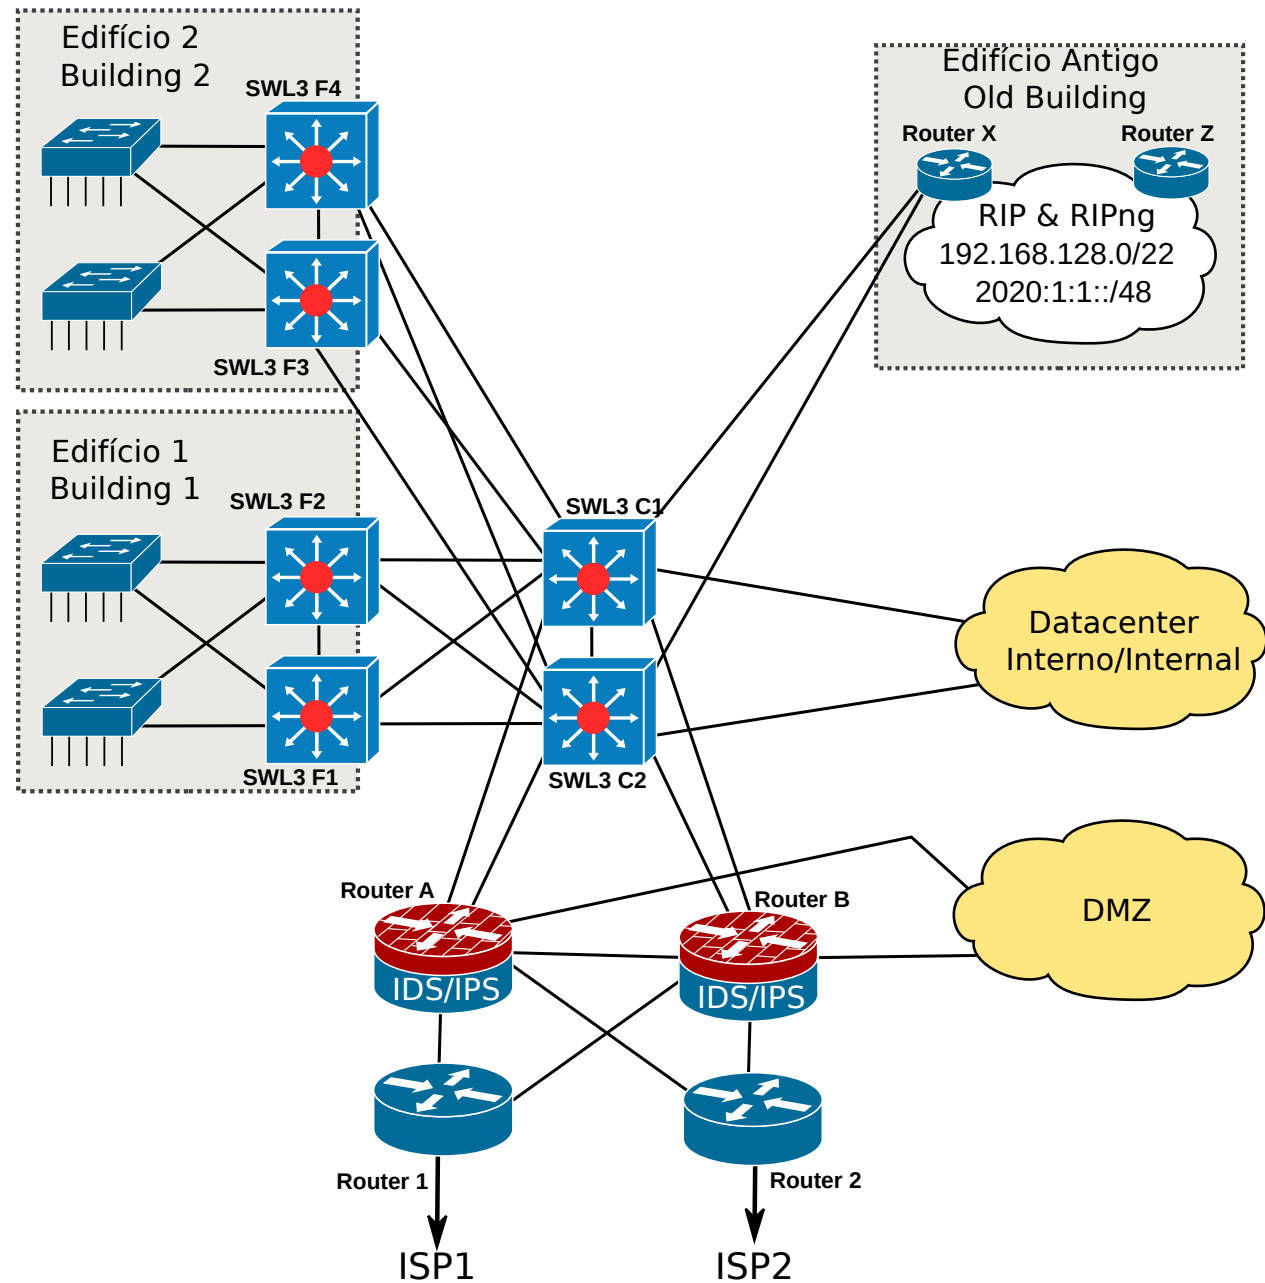 Edifício 2
Building 2
SWL3 F4
SWL3 F3
Edifício Antigo
Old Building
Router X
Router Z
RIP & RIPng
192.168.128.0/22
2020:1:1::/48
Edifício 1
Building 1
SWL3 F2
SWL3 F1
SWL3 C1
SWL3 C2
Datacenter
Interno/Internal
DMZ
Router A
IDS/IPS
Router B
IDS/IPS
Router 1
Router 2
ISP1
ISP2